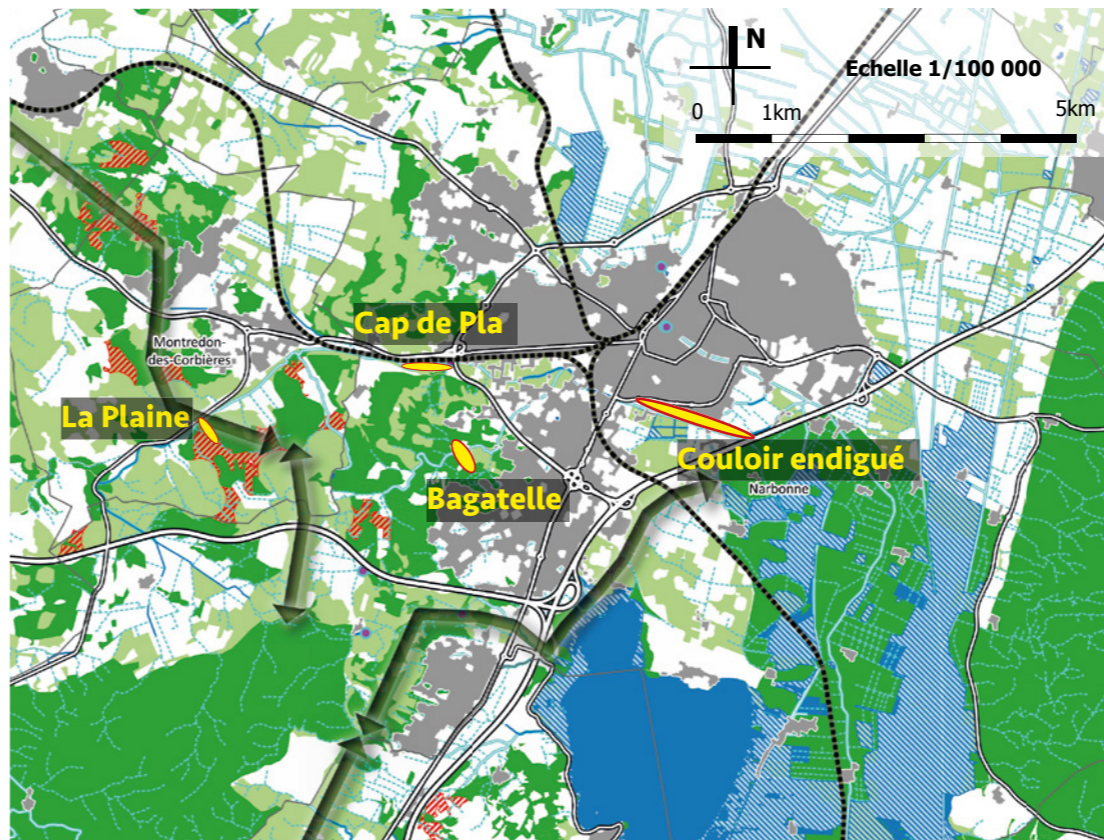 N
Echelle 1/100 000
0 1km 5km
Cap de Pla
Montredon-
des-Corbières
La Plaine
Couloir endigué
Bagatelle
Narbonne